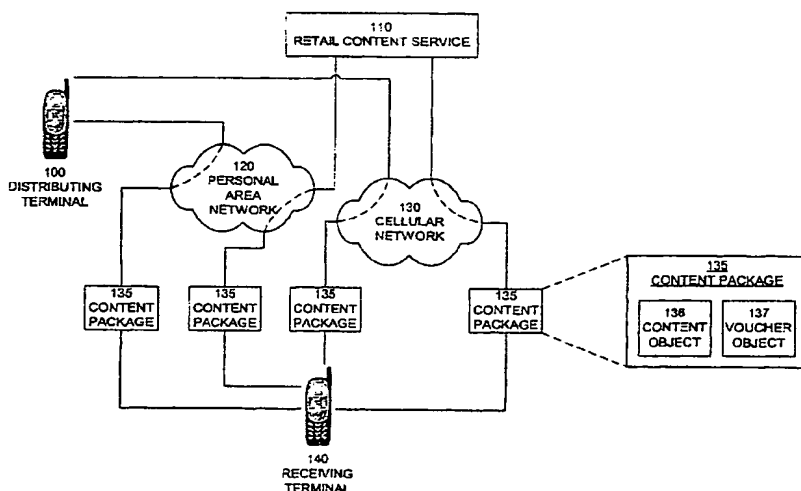 110
RETAIL CONTENT SERVICE
100
DISTRIBUTING
TERMINAL
120
PERSONAL
AREA
NETWORK
130
CELLULAR
NETWORK
135
CONTENT
PACKAGE
135
CONTENT
PACKAGE
135
CONTENT
PACKAGE
135
CONTENT
PACKAGE
135
CONTENT PACKAGE
136
CONTENT
OBJECT
137
VOUCHER
OBJECT
140
RECEIVING
TERMINAL